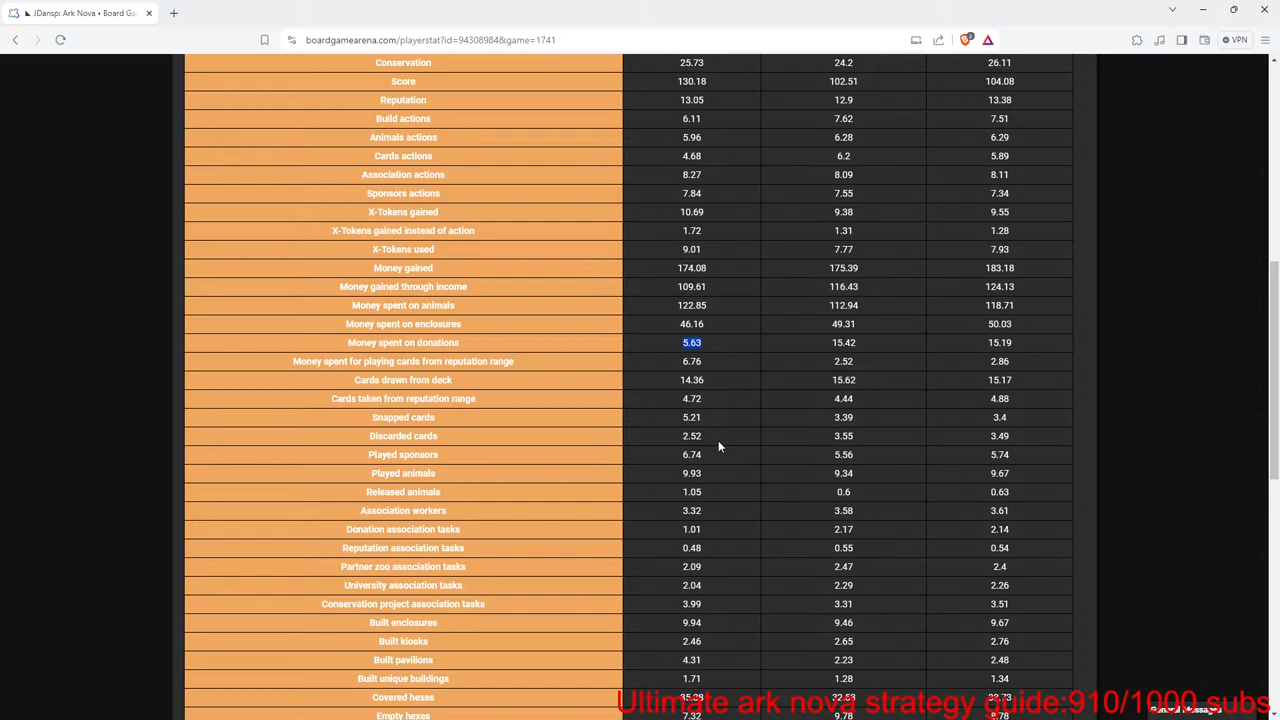 JDansp: Ark Nova • Board Ga
boardgamearena.com/playerstat?id=94308984&game=1741
VPN
Conservation 25.73 24.2 26.11
Score 130.18 102.51 104.08
Reputation 13.05 12.9 13.38
Build actions 6.11 7.62 7.51
Animals actions 5.96 6.28 6.29
Cards actions 4.68 6.2 5.89
Association actions 8.27 8.09 8.11
Sponsors actions 7.84 7.55 7.34
X-Tokens gained 10.69 9.38 9.55
X-Tokens gained instead of action 1.72 1.31 1.28
X-Tokens used 9.01 7.77 7.93
Money gained 174.08 175.39 183.18
Money gained through income 109.61 116.43 124.13
Money spent on animals 122.85 112.94 118.71
Money spent on enclosures 46.16 49.31 50.03
Money spent on donations 5.63 15.42 15.19
Money spent for playing cards from reputation range 6.76 2.52 2.86
Cards drawn from deck 14.36 15.62 15.17
Cards taken from reputation range 4.72 4.44 4.88
Snapped cards 5.21 3.39 3.4
Discarded cards 2.52 3.55 3.49
Played sponsors 6.74 5.56 5.74
Played animals 9.93 9.34 9.67
Released animals 1.05 0.6 0.63
Association workers 3.32 3.58 3.61
Donation association tasks 1.01 2.17 2.14
Reputation association tasks 0.48 0.55 0.54
Partner zoo association tasks 2.09 2.47 2.4
University association tasks 2.04 2.29 2.26
Conservation project association tasks 3.99 3.31 3.51
Built enclosures 9.94 9.46 9.67
Built kiosks 2.46 2.65 2.76
Built pavilions 4.31 2.23 2.48
Built unique buildings 1.71 1.28 1.34
Covered hexes
Ultimate ark nova strategy guide:910/1000 subs
General Messages
Empty hexes 7.32 9.78 8.78